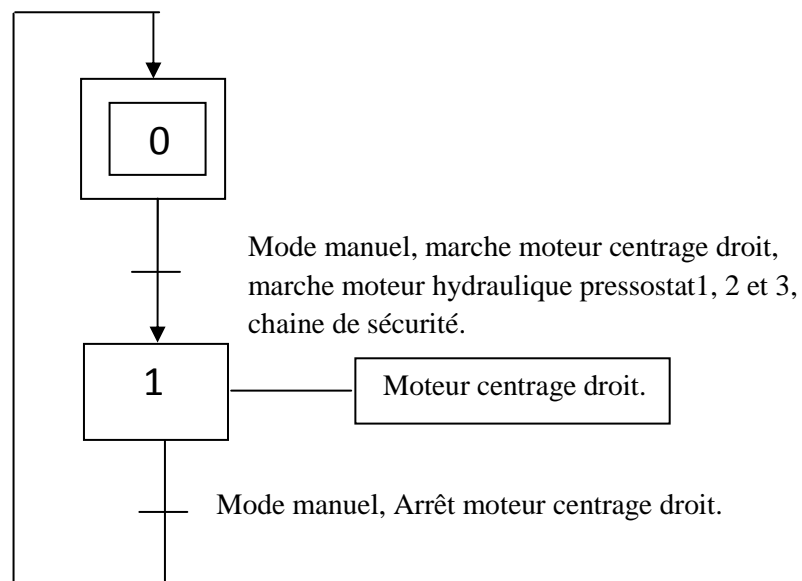 0
Mode manuel, marche moteur centrage droit,
marche moteur hydraulique pressostat1, 2 et 3,
chaine de sécurité.
1
Moteur centrage droit.
Mode manuel, Arrêt moteur centrage droit.